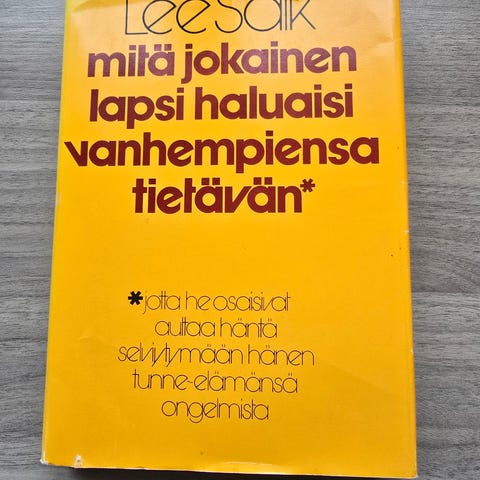 Lee Salk
mitä jokainen
lapsi haluaisi
vanhempiensa
tietävän*
*jotta he osaisivat
auttaa häntä
selviytymään hänen
tunne-elämänsä
ongelmista